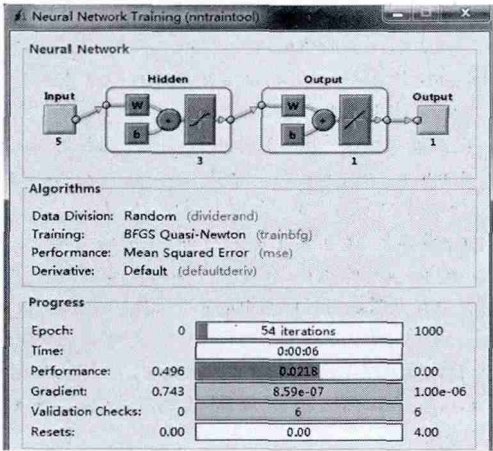 Neural Network Training (nntraintool)
Neural Network
Hidden Output
Input Output
W W
b b
5 3 1 1
Algorithms
Data Division: Random (dividerand)
Training: BFGS Quasi-Newton (trainbfg)
Performance: Mean Squared Error (mse)
Derivative: Default (defaultderiv)
Progress
Epoch: 0 54 iterations 1000
Time: 0:00:06
Performance: 0.496 0.0218 0.00
Gradient: 0.743 8.59e-07 1.00e-06
Validation Checks: 0 6 6
Resets: 0.00 0.00 4.00